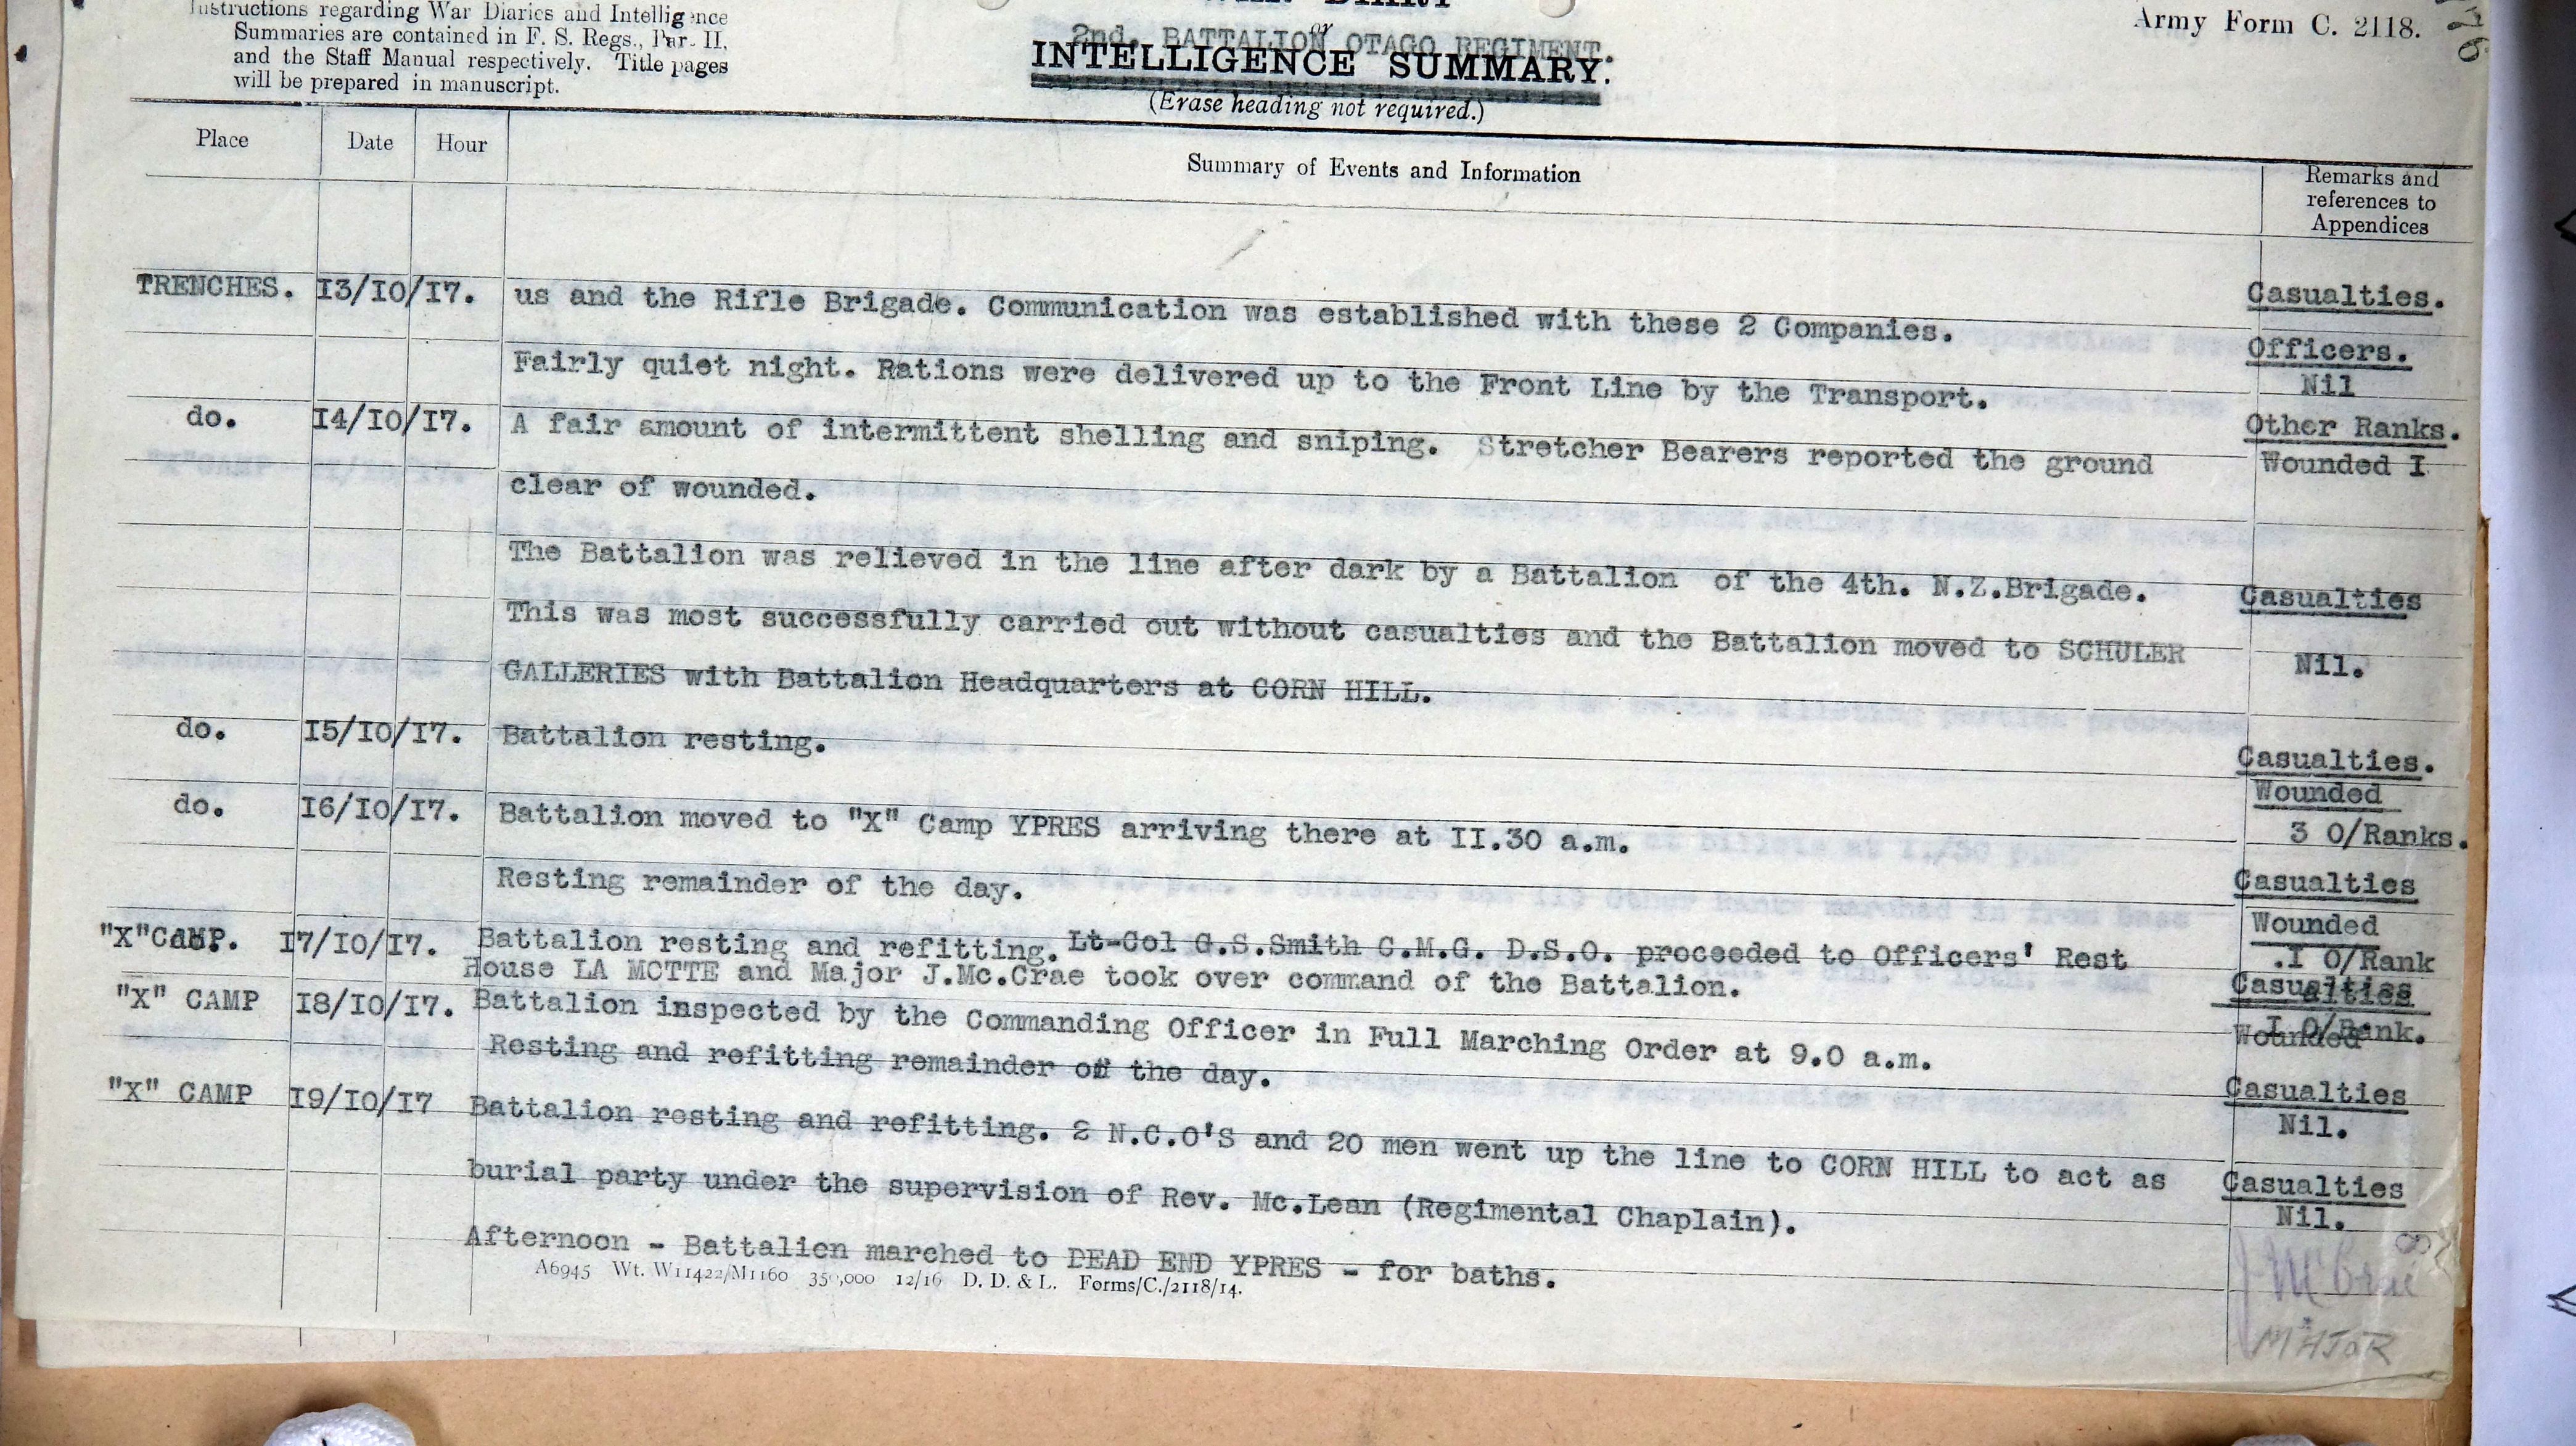 Instructions regarding War Diaries and Intelligence
Summaries are contained in F. S. Regs., Part II,
and the Staff Manual respectively. Title pages
will be prepared in manuscript.
WAR DIARY
or
2nd. BATTALION OTAGO REGIMENT.
INTELLIGENCE SUMMARY.
(Erase heading not required.)
Army Form C. 2118.
Place Date Hour Summary of Events and Information Remarks and
references to
Appendices
TRENCHES. I3/IO/I7. us and the Rifle Brigade. Communication was established with these 2 Companies. Casualties.
Officers.
Fairly quiet night. Rations were delivered up to the Front Line by the Transport. Nil
do. I4/IO/I7. A fair amount of intermittent shelling and sniping. Stretcher Bearers reported the ground Other Ranks.
clear of wounded. Wounded I
The Battalion was relieved in the line after dark by a Battalion of the 4th. N.Z.Brigade. Casualties
This was most successfully carried out without casualties and the Battalion moved to SCHULER Nil.
GALLERIES with Battalion Headquarters at CORN HILL.
do. I5/IO/I7. Battalion resting. Casualties.
Wounded
3 O/Ranks.
do. I6/IO/I7. Battalion moved to "X" Camp YPRES arriving there at II.30 a.m.
Resting remainder of the day. Casualties
Wounded
.I O/Rank
"X"CAMP. I7/IO/I7. Battalion resting and refitting. Lt-Col G.S.Smith C.M.G. D.S.O. proceeded to Officers' Rest
House LA MOTTE and Major J.Mc.Crae took over command of the Battalion. Casualties
Wounded I O/Rank.
"X" CAMP I8/IO/I7. Battalion inspected by the Commanding Officer in Full Marching Order at 9.0 a.m.
Resting and refitting remainder of the day. Casualties
Nil.
"X" CAMP I9/IO/I7 Battalion resting and refitting. 2 N.C.O'S and 20 men went up the line to CORN HILL to act as
burial party under the supervision of Rev. Mc.Lean (Regimental Chaplain). Casualties
Nil.
Afternoon - Battalion marched to DEAD END YPRES - for baths.
A6945 Wt. W11422/M1160 350,000 12/16 D. D. & L. Forms/C./2118/14.
J McCrae
MAJOR